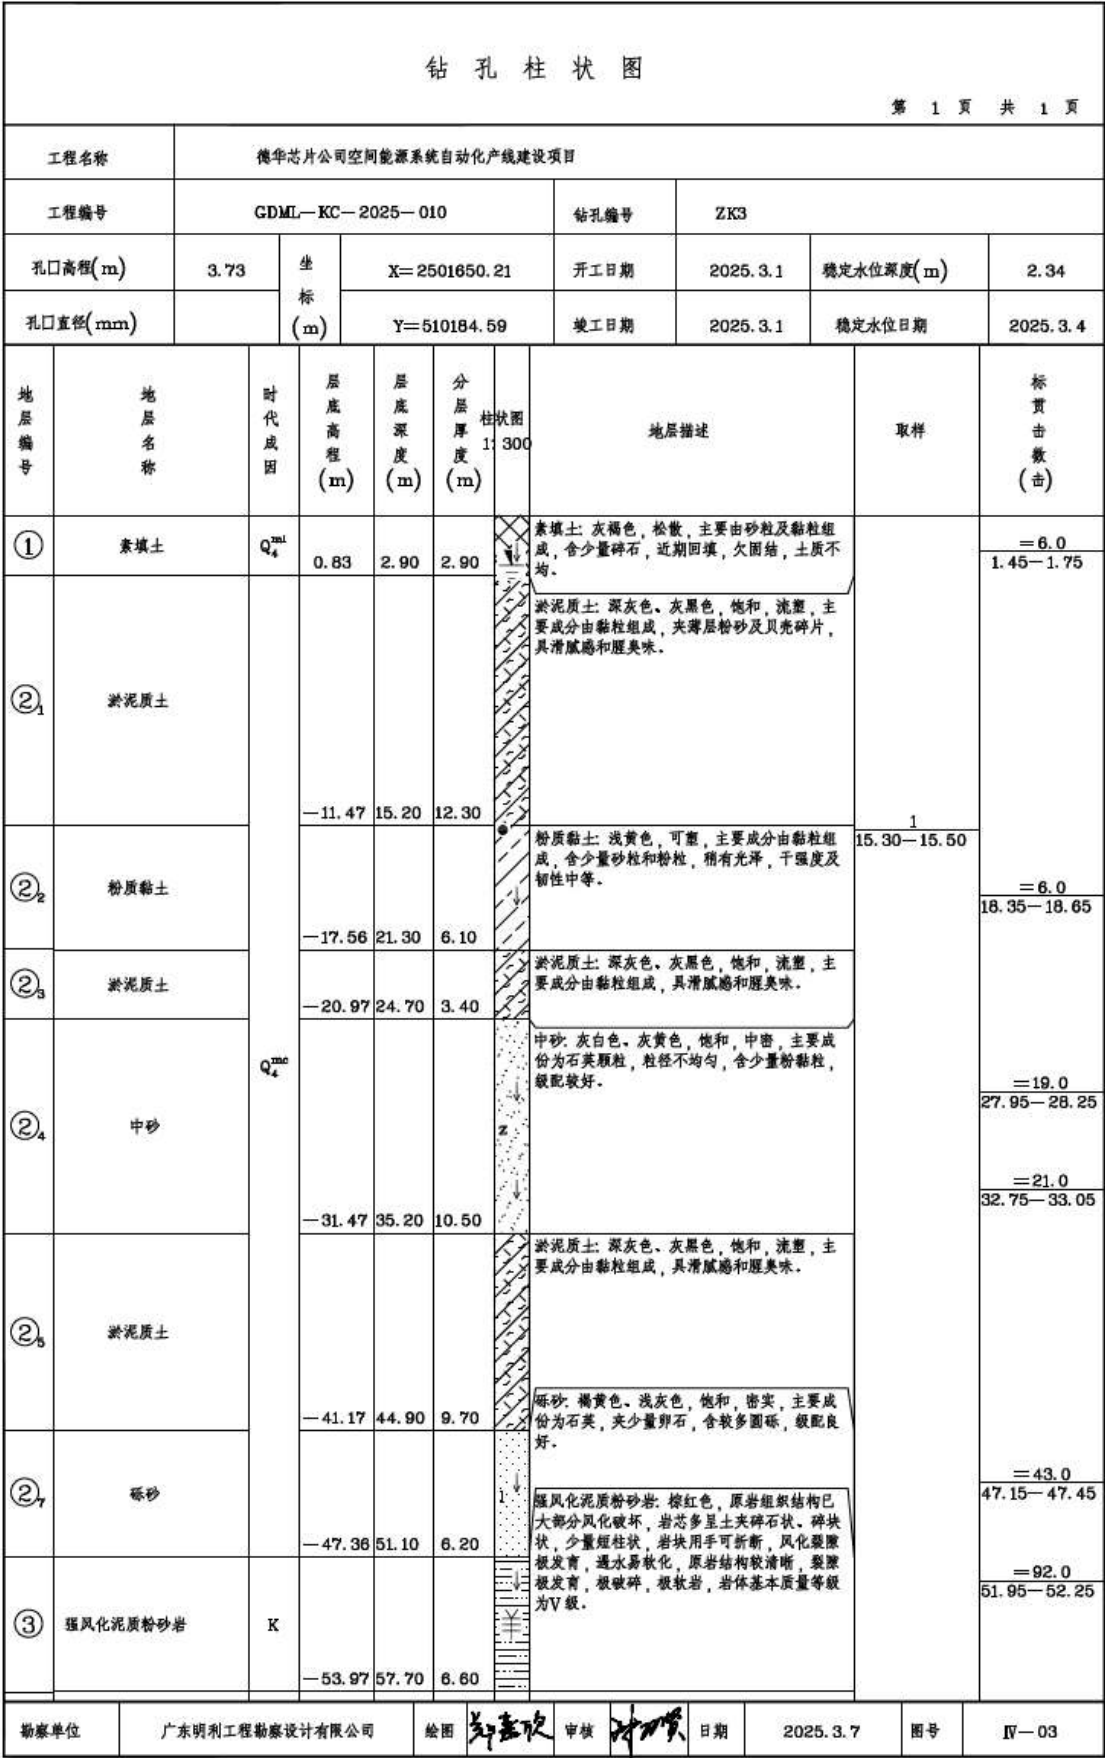 钻孔柱状图
第 1 页 共 1 页
工程名称 德华芯片公司空间能源系统自动化产线建设项目
工程编号 GDML-KC-2025-010 钻孔编号 ZK3
孔口高程(m) 3.73 坐标(m) X=2501650.21 开工日期 2025.3.1 稳定水位深度(m) 2.34
孔口直径(mm) Y=510184.59 竣工日期 2025.3.1 稳定水位日期 2025.3.4
地层编号 地层名称 时代成因 层底高程(m) 层底深度(m) 分层厚度(m) 柱状图 1:300 地层描述 取样 标贯击数(击)
① 素填土 Q₄ᵐˡ 0.83 2.90 2.90
素填土: 灰褐色, 松散, 主要由砂粒及黏粒组
成, 含少量碎石, 近期回填, 欠固结, 土质不
均。
=6.0
1.45-1.75
②₁ 淤泥质土 -11.47 15.20 12.30
淤泥质土: 深灰色、灰黑色, 饱和, 流塑, 主
要成分由黏粒组成, 夹薄层粉砂及贝壳碎片,
具滑腻感和腥臭味。
②₂ 粉质黏土 -17.56 21.30 6.10
粉质黏土: 浅黄色, 可塑, 主要成分由黏粒组
成, 含少量砂粒和粉粒, 稍有光泽, 干强度及
韧性中等。
1
15.30-15.50
=6.0
18.35-18.65
②₃ 淤泥质土 -20.97 24.70 3.40
淤泥质土: 深灰色、灰黑色, 饱和, 流塑, 主
要成分由黏粒组成, 具滑腻感和腥臭味。
Q₄ᵐᶜ
②₄ 中砂 -31.47 35.20 10.50
中砂: 灰白色、灰黄色, 饱和, 中密, 主要成
份为石英颗粒, 粒径不均匀, 含少量粉黏粒,
级配较好。
z
=19.0
27.95-28.25
=21.0
32.75-33.05
②₅ 淤泥质土 -41.17 44.90 9.70
淤泥质土: 深灰色、灰黑色, 饱和, 流塑, 主
要成分由黏粒组成, 具滑腻感和腥臭味。
②₇ 砾砂 -47.36 51.10 6.20
砾砂: 褐黄色、浅灰色, 饱和, 密实, 主要成
份为石英, 夹少量卵石, 含较多圆砾, 级配良
好。
=43.0
47.15-47.45
③ 强风化泥质粉砂岩 K -53.97 57.70 6.60
强风化泥质粉砂岩: 棕红色, 原岩组织结构已
大部分风化破坏, 岩芯多呈土夹碎石状、碎块
状, 少量短柱状, 岩块用手可折断, 风化裂隙
极发育, 遇水易软化, 原岩结构较清晰, 裂隙
极发育, 极破碎, 极软岩, 岩体基本质量等级
为V级。
=92.0
51.95-52.25
勘察单位 广东明利工程勘察设计有限公司 绘图 郑嘉欣 审核 日期 2025.3.7 图号 Ⅳ-03